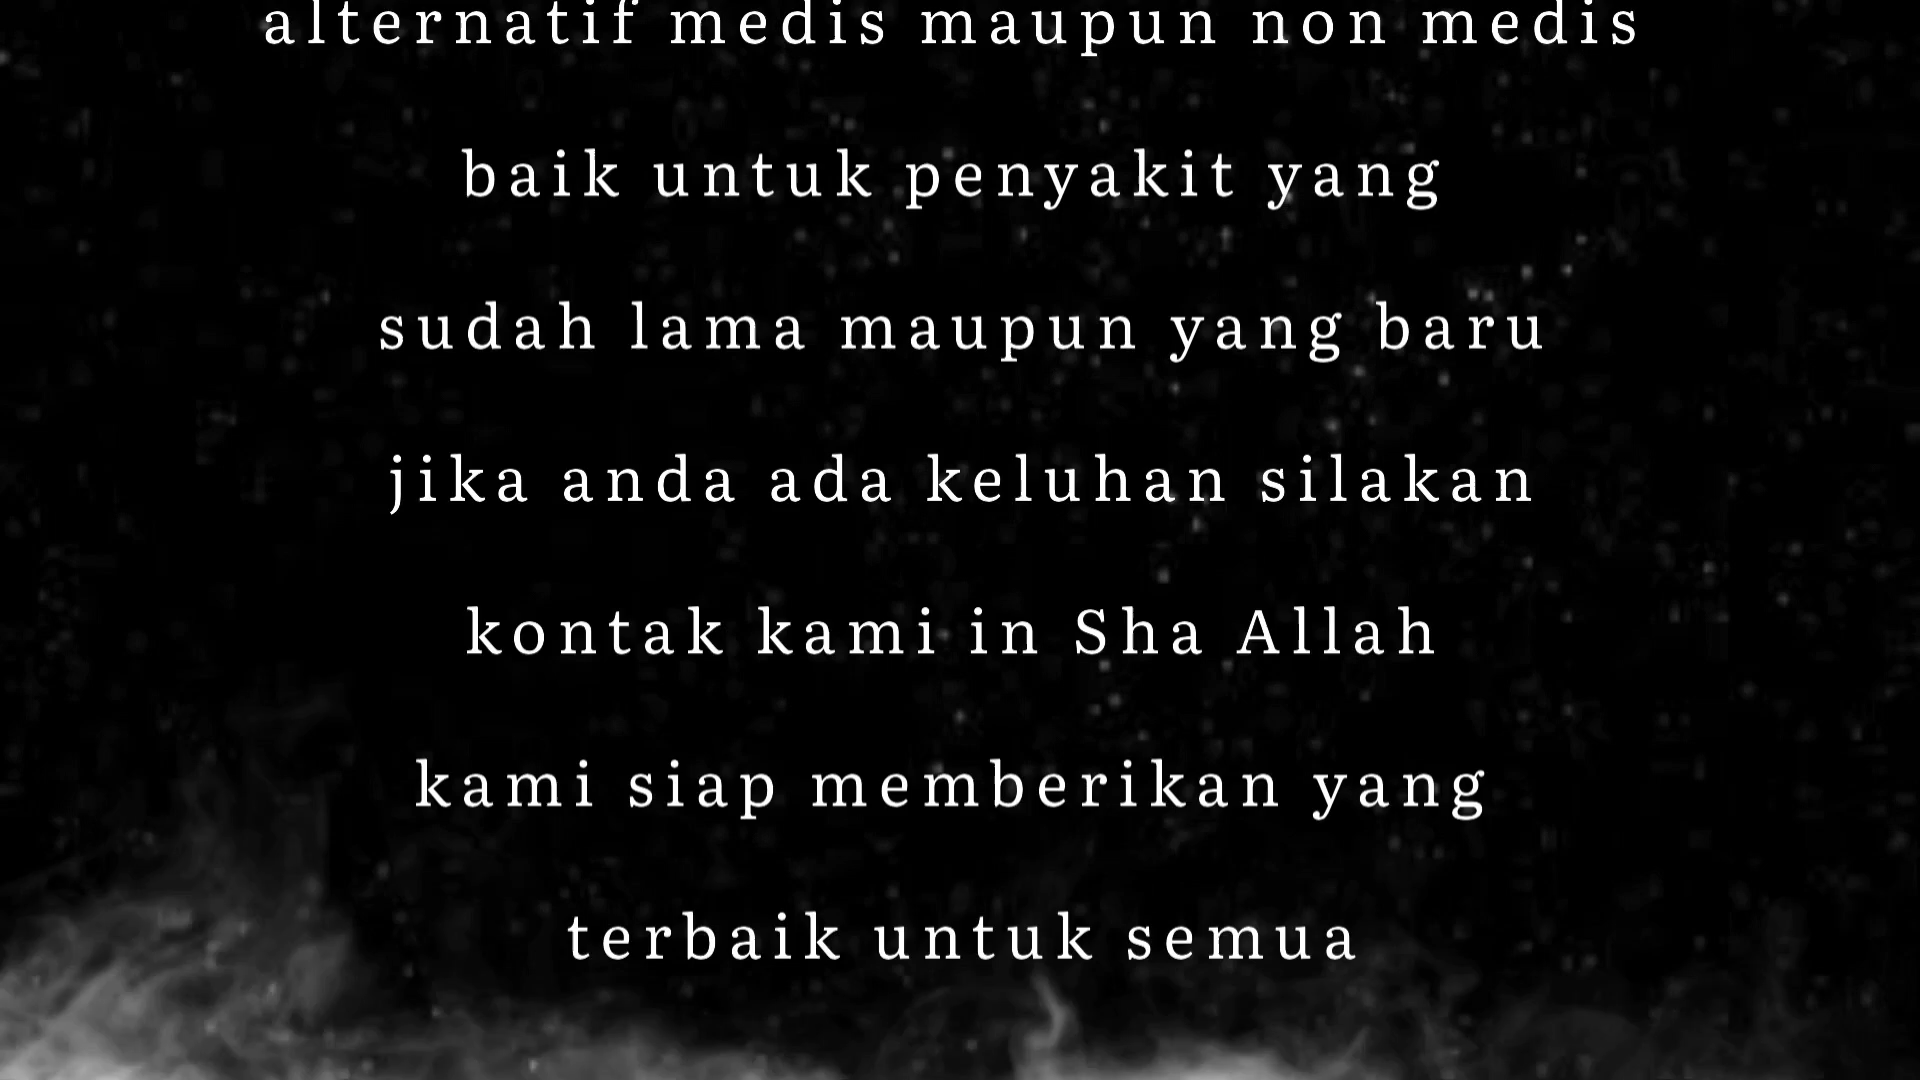 alternatif medis maupun non medis
baik untuk penyakit yang
sudah lama maupun yang baru
jika anda ada keluhan silakan
kontak kami in Sha Allah
kami siap memberikan yang
terbaik untuk semua